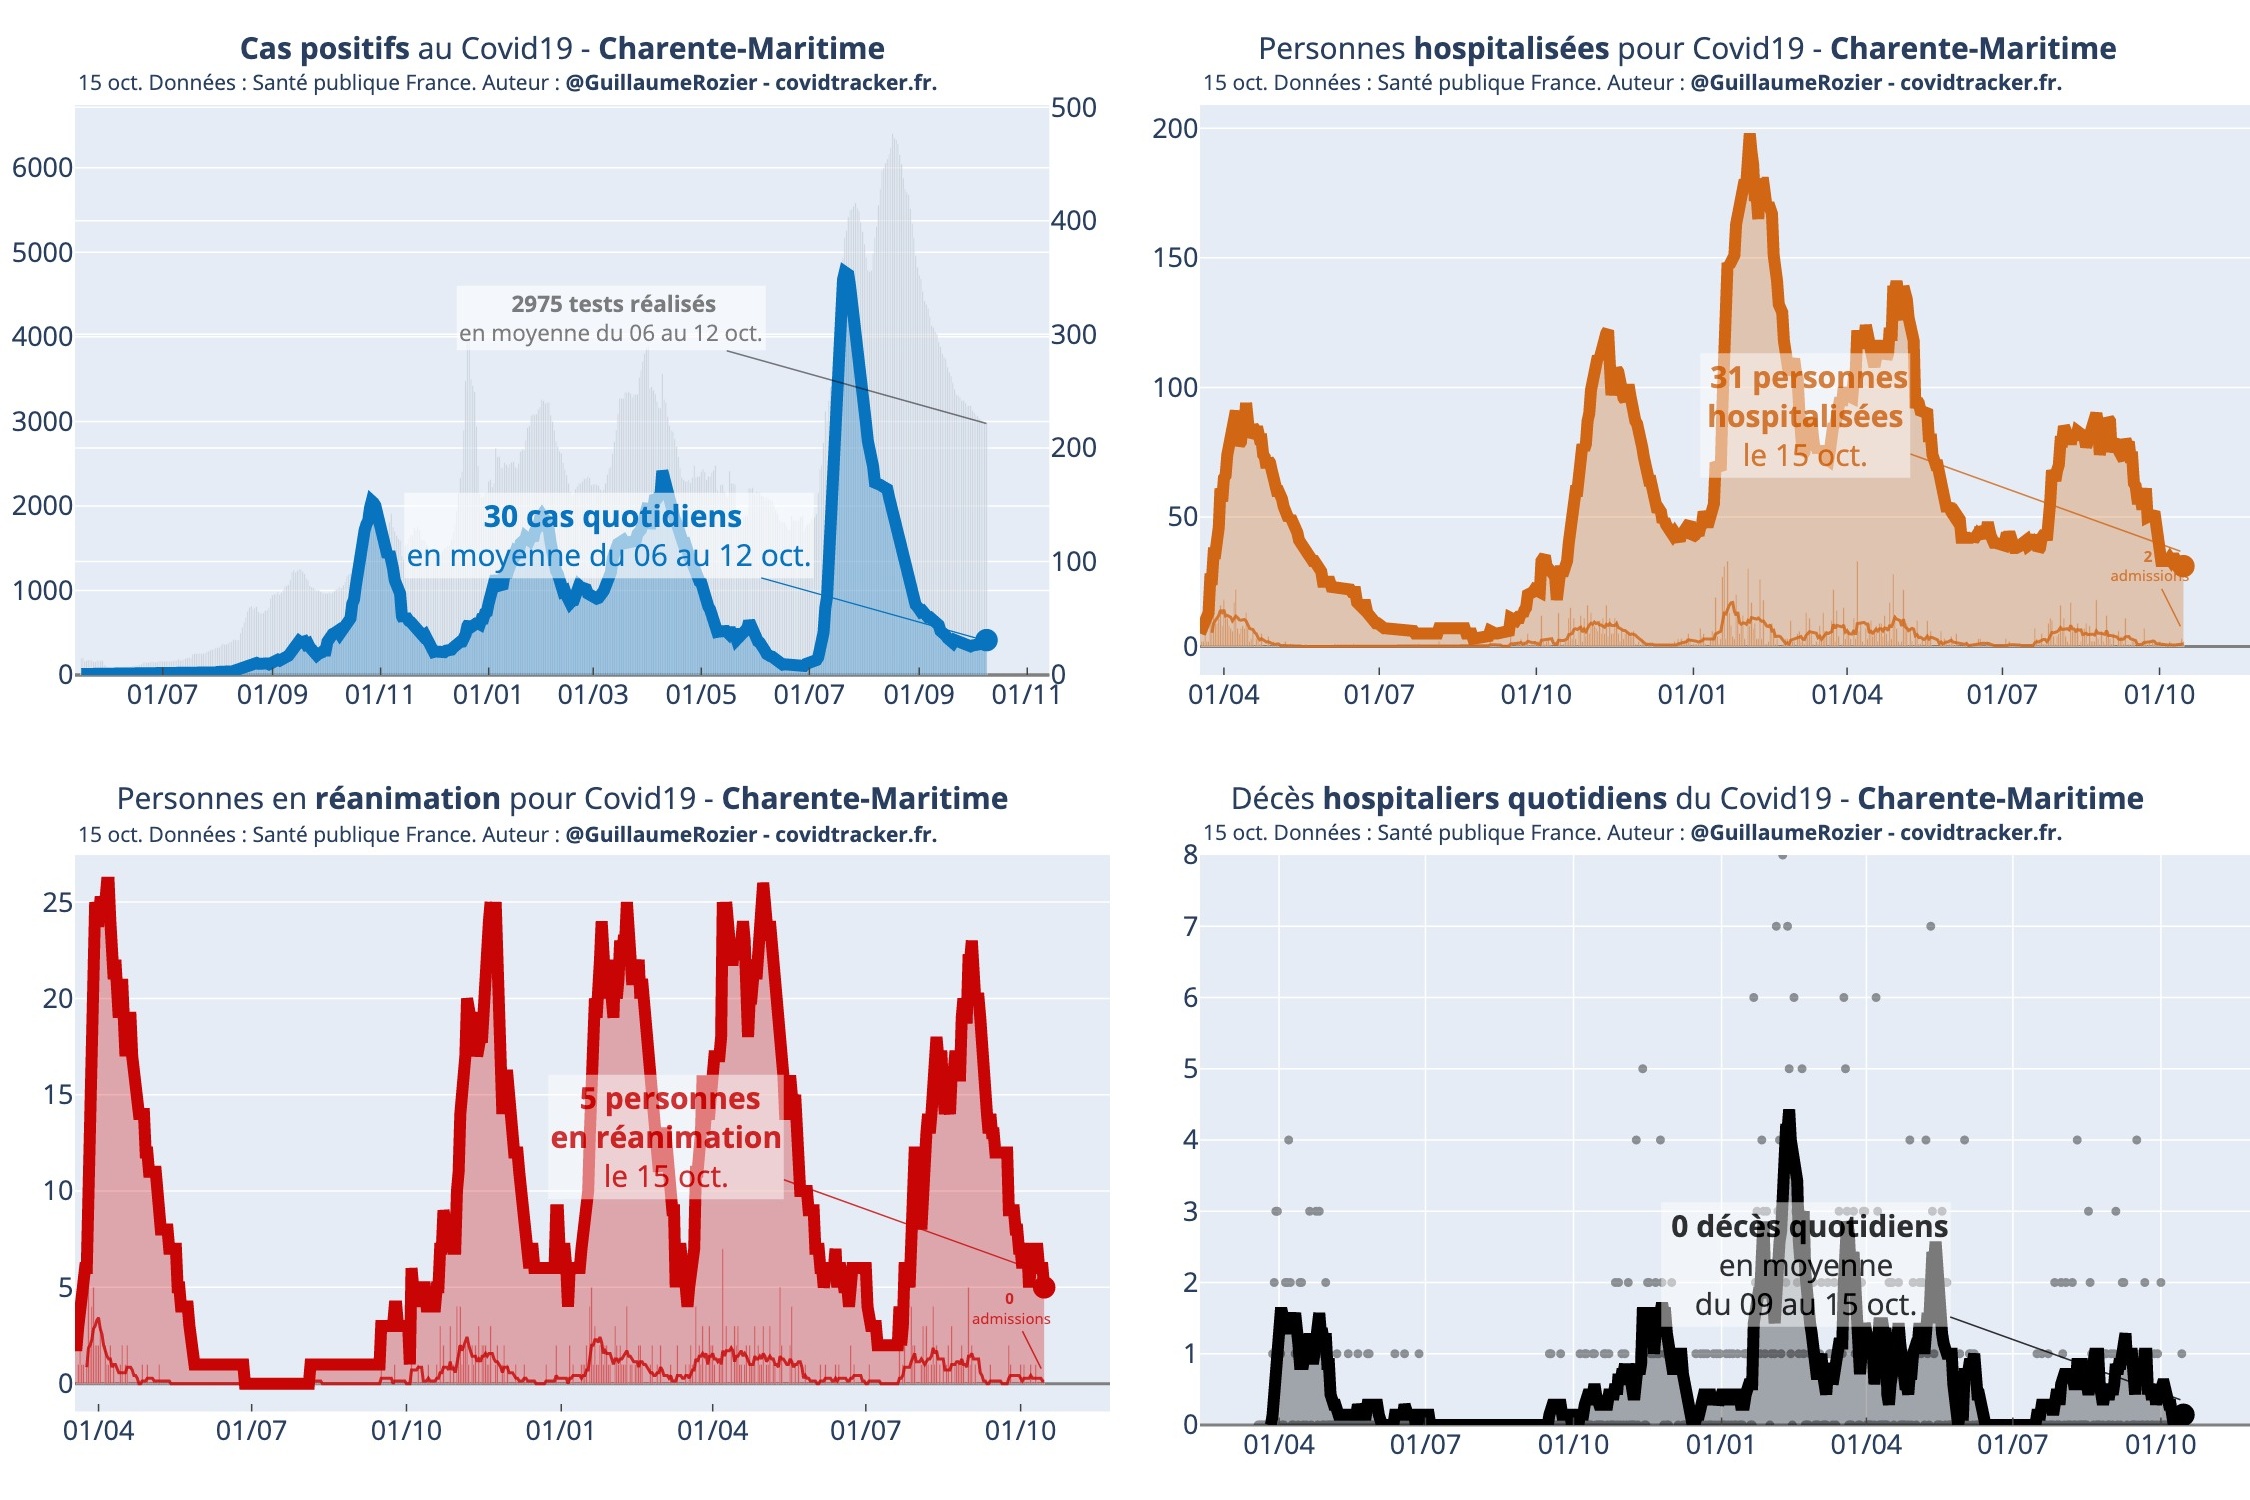 Cas positifs au Covid19 - Charente-Maritime
15 oct. Données : Santé publique France. Auteur : @GuillaumeRozier - covidtracker.fr.
500
6000
400
5000
2975 tests réalisés
en moyenne du 06 au 12 oct.
4000
300
3000
200
2000
30 cas quotidiens
en moyenne du 06 au 12 oct.
100
1000
0
0
01/07
01/09
01/11
01/01
01/03
01/05
01/07
01/09
01/11
Personnes hospitalisées pour Covid19 - Charente-Maritime
15 oct. Données : Santé publique France. Auteur : @GuillaumeRozier - covidtracker.fr.
200
150
100
31 personnes
hospitalisées
le 15 oct.
50
2
admissions
0
01/04
01/07
01/10
01/01
01/04
01/07
01/10
Personnes en réanimation pour Covid19 - Charente-Maritime
15 oct. Données : Santé publique France. Auteur : @GuillaumeRozier - covidtracker.fr.
25
20
15
5 personnes
en réanimation
le 15 oct.
10
5
0
admissions
0
01/04
01/07
01/10
01/01
01/04
01/07
01/10
Décès hospitaliers quotidiens du Covid19 - Charente-Maritime
15 oct. Données : Santé publique France. Auteur : @GuillaumeRozier - covidtracker.fr.
8
7
6
5
4
3
0 décès quotidiens
en moyenne
du 09 au 15 oct.
2
1
0
01/04
01/07
01/10
01/01
01/04
01/07
01/10